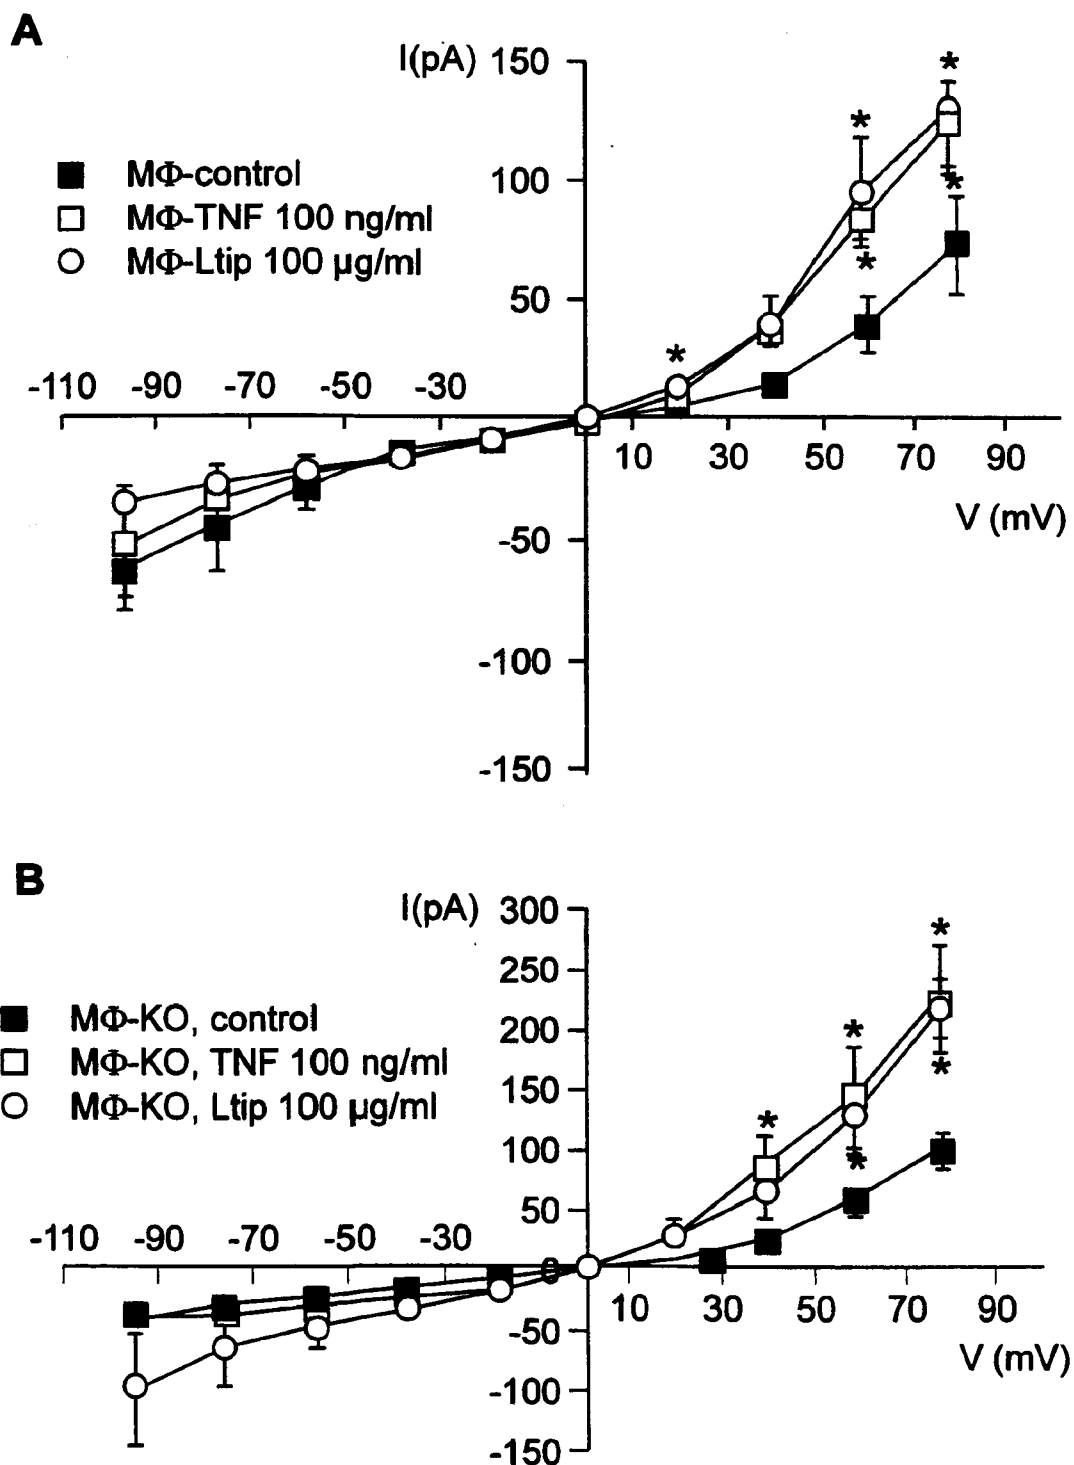 A
I(pA) 150
*
*
MΦ-control
100
*
MΦ-TNF 100 ng/ml
MΦ-Ltip 100 µg/ml
*
50
*
-110 -90 -70 -50 -30
10 30 50 70 90
V (mV)
-50
-100
-150
B
I(pA) 300
*
250
MΦ-KO, control
200
*
MΦ-KO, TNF 100 ng/ml
*
150
MΦ-KO, Ltip 100 µg/ml
*
100
*
50
-110 -90 -70 -50 -30
0
10 30 50 70 90
-50
V (mV)
-100
-150